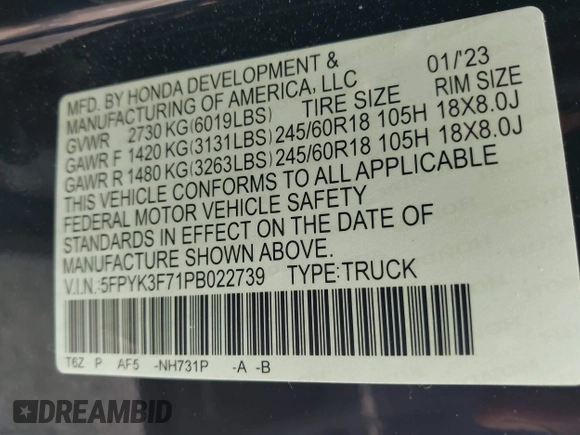 MFD. BY HONDA DEVELOPMENT &
MANUFACTURING OF AMERICA, LLC 01/'23
GVWR 2730 KG(6019LBS) TIRE SIZE RIM SIZE
GAWR F 1420 KG(3131LBS) 245/60R18 105H 18X8.0J
GAWR R 1480 KG(3263LBS) 245/60R18 105H 18X8.0J
THIS VEHICLE CONFORMS TO ALL APPLICABLE
FEDERAL MOTOR VEHICLE SAFETY
STANDARDS IN EFFECT ON THE DATE OF
MANUFACTURE SHOWN ABOVE.
V.I.N.:5FPYK3F71PB022739 TYPE:TRUCK
T6Z P AF5 -NH731P -A -B
DREAMBID